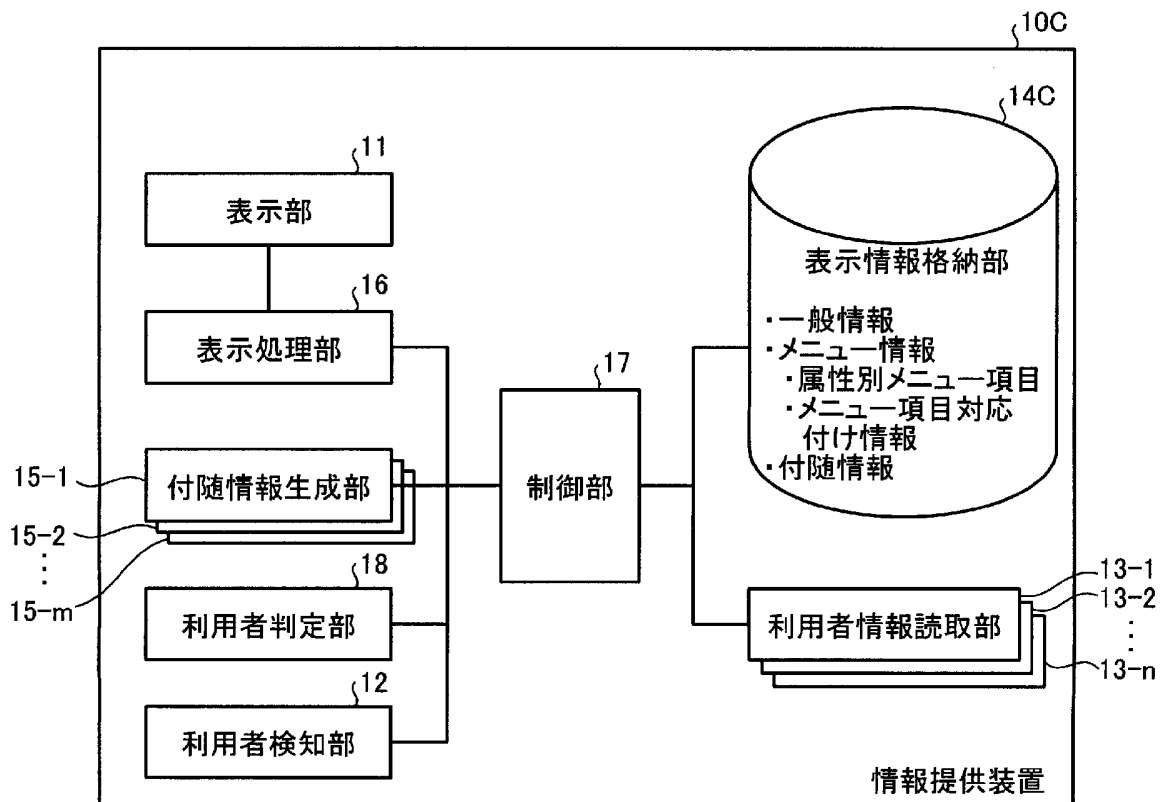 10C
14C
11
表示部
表示情報格納部
・一般情報
・メニュー情報
・属性別メニュー項目
・メニュー項目対応
付け情報
・付随情報
16
表示処理部
17
制御部
15-1
付随情報生成部
15-2
⋮
15-m
18
利用者判定部
13-1
13-2
⋮
13-n
利用者情報読取部
12
利用者検知部
情報提供装置